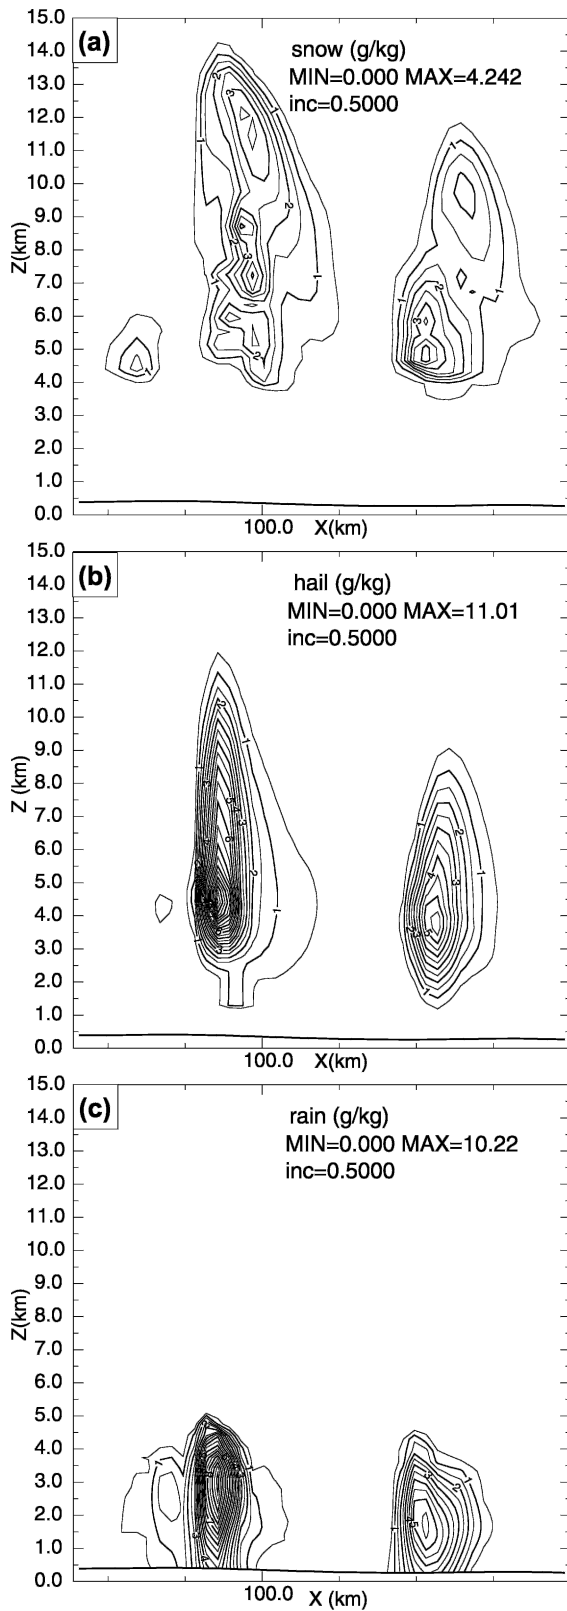 (a)
snow (g/kg)
MIN=0.000 MAX=4.242
inc=0.5000
15.0
14.0
13.0
12.0
11.0
10.0
9.0
8.0
7.0
6.0
5.0
4.0
3.0
2.0
1.0
0.0
Z(km)
100.0
X(km)
(b)
hail (g/kg)
MIN=0.000 MAX=11.01
inc=0.5000
15.0
14.0
13.0
12.0
11.0
10.0
9.0
8.0
7.0
6.0
5.0
4.0
3.0
2.0
1.0
0.0
Z (km)
100.0
X(km)
(c)
rain (g/kg)
MIN=0.000 MAX=10.22
inc=0.5000
15.0
14.0
13.0
12.0
11.0
10.0
9.0
8.0
7.0
6.0
5.0
4.0
3.0
2.0
1.0
0.0
Z(km)
100.0
X (km)